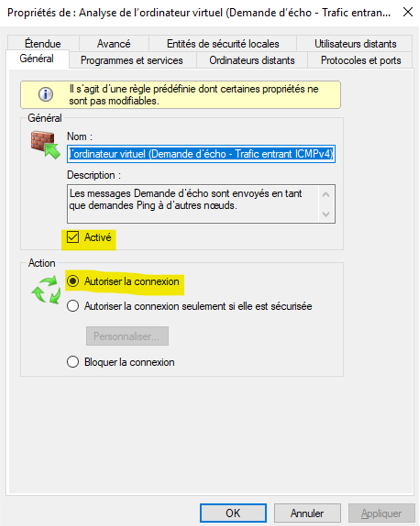 Propriétés de : Analyse de l'ordinateur virtuel (Demande d'écho - Trafic entran...
Étendue Avancé Entités de sécurité locales Utilisateurs distants
Général Programmes et services Ordinateurs distants Protocoles et ports
Il s'agit d'une règle prédéfinie dont certaines propriétés ne
sont pas modifiables.
Général
Nom :
l'ordinateur virtuel (Demande d'écho - Trafic entrant ICMPv4)
Description :
Les messages Demande d'écho sont envoyés en tant
que demandes Ping à d'autres nœuds.
Activé
Action
Autoriser la connexion
Autoriser la connexion seulement si elle est sécurisée
Personnaliser...
Bloquer la connexion
OK Annuler Appliquer